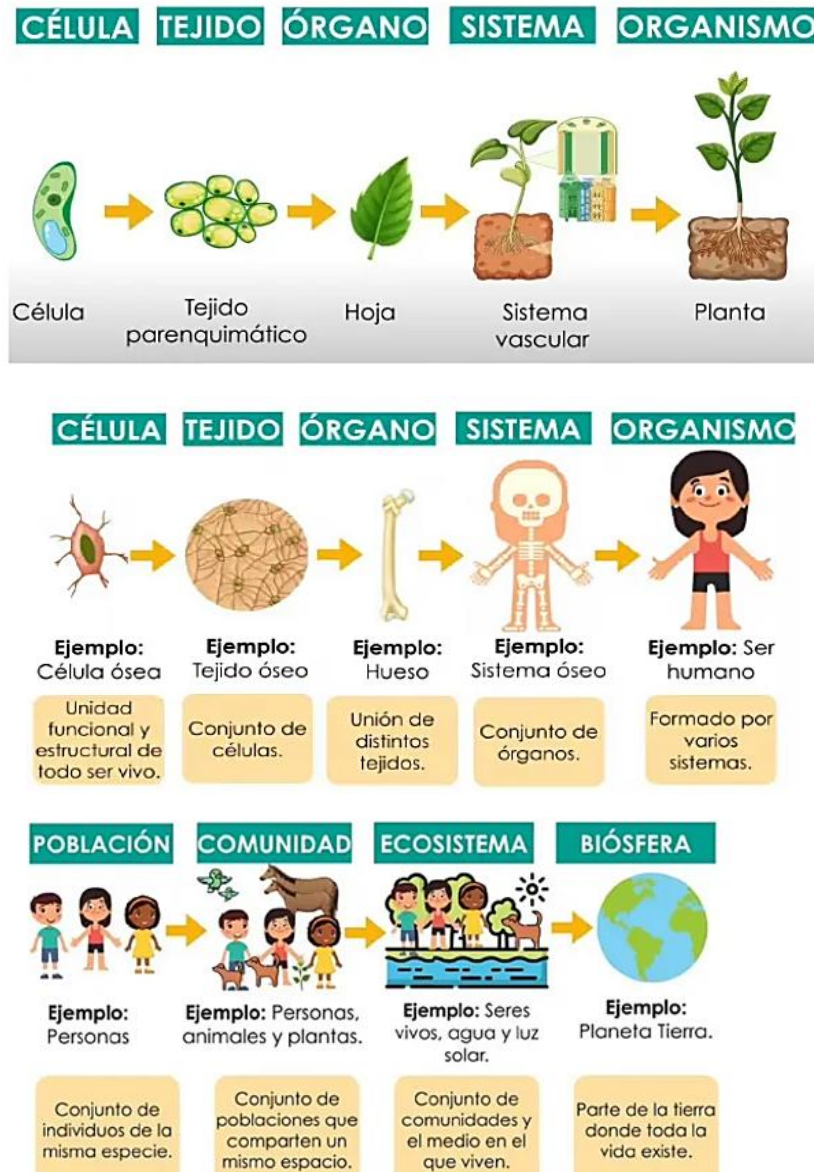 CÉLULA TEJIDO ÓRGANO SISTEMA ORGANISMO
Célula
Tejido
parenquimático
Hoja
Sistema
vascular
Planta
CÉLULA TEJIDO ÓRGANO SISTEMA ORGANISMO
Ejemplo:
Célula ósea
Ejemplo:
Tejido óseo
Ejemplo:
Hueso
Ejemplo:
Sistema óseo
Ejemplo: Ser
humano
Unidad
funcional y
estructural de
todo ser vivo.
Conjunto de
células.
Unión de
distintos
tejidos.
Conjunto de
órganos.
Formado por
varios
sistemas.
POBLACIÓN COMUNIDAD ECOSISTEMA BIÓSFERA
Ejemplo:
Personas
Ejemplo: Personas,
animales y plantas.
Ejemplo: Seres
vivos, agua y luz
solar.
Ejemplo:
Planeta Tierra.
Conjunto de
individuos de la
misma especie.
Conjunto de
poblaciones que
comparten un
mismo espacio.
Conjunto de
comunidades y
el medio en el
que viven.
Parte de la tierra
donde toda la
vida existe.